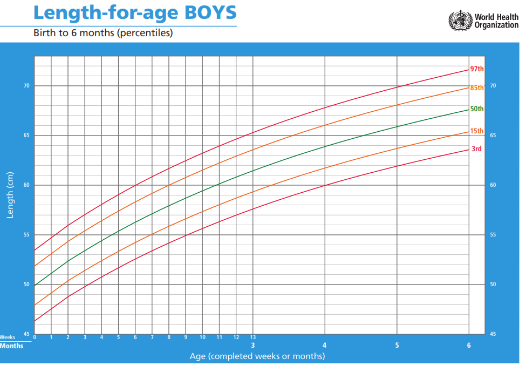 Length-for-age BOYS
Birth to 6 months (percentiles)
World Health
Organization
97th
85th
50th
15th
3rd
70
65
60
55
50
45
70
65
60
55
50
45
Length (cm)
Weeks 0 1 2 3 4 5 6 7 8 9 10 11 12 13
Months 3 4 5 6
Age (completed weeks or months)